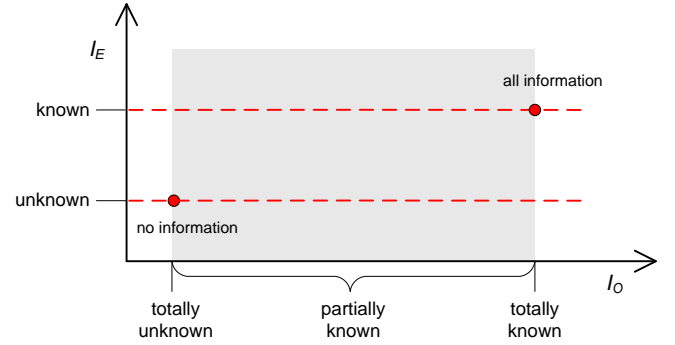 I_E
all information
known
unknown
no information
I_O
totally unknown
partially known
totally known